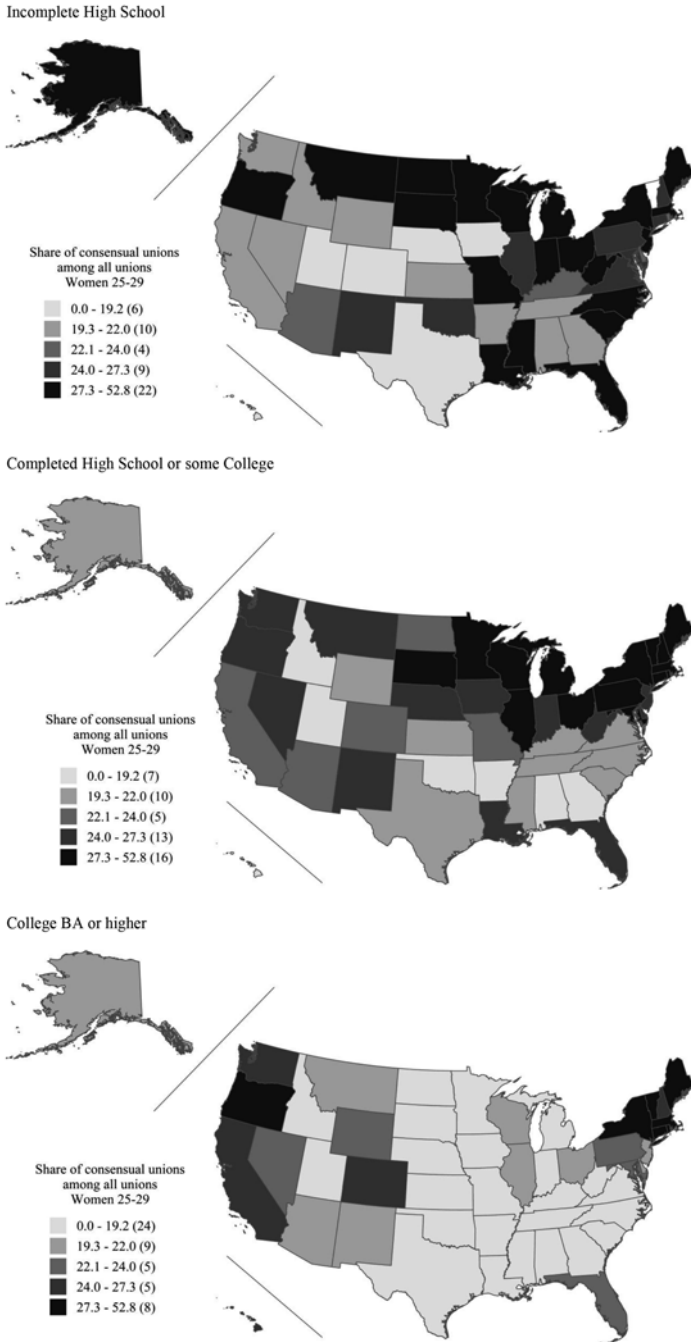 Incomplete High School
Share of consensual unions
among all unions
Women 25-29
0.0 - 19.2 (6)
19.3 - 22.0 (10)
22.1 - 24.0 (4)
24.0 - 27.3 (9)
27.3 - 52.8 (22)
Completed High School or some College
Share of consensual unions
among all unions
Women 25-29
0.0 - 19.2 (7)
19.3 - 22.0 (10)
22.1 - 24.0 (5)
24.0 - 27.3 (13)
27.3 - 52.8 (16)
College BA or higher
Share of consensual unions
among all unions
Women 25-29
0.0 - 19.2 (24)
19.3 - 22.0 (9)
22.1 - 24.0 (5)
24.0 - 27.3 (5)
27.3 - 52.8 (8)